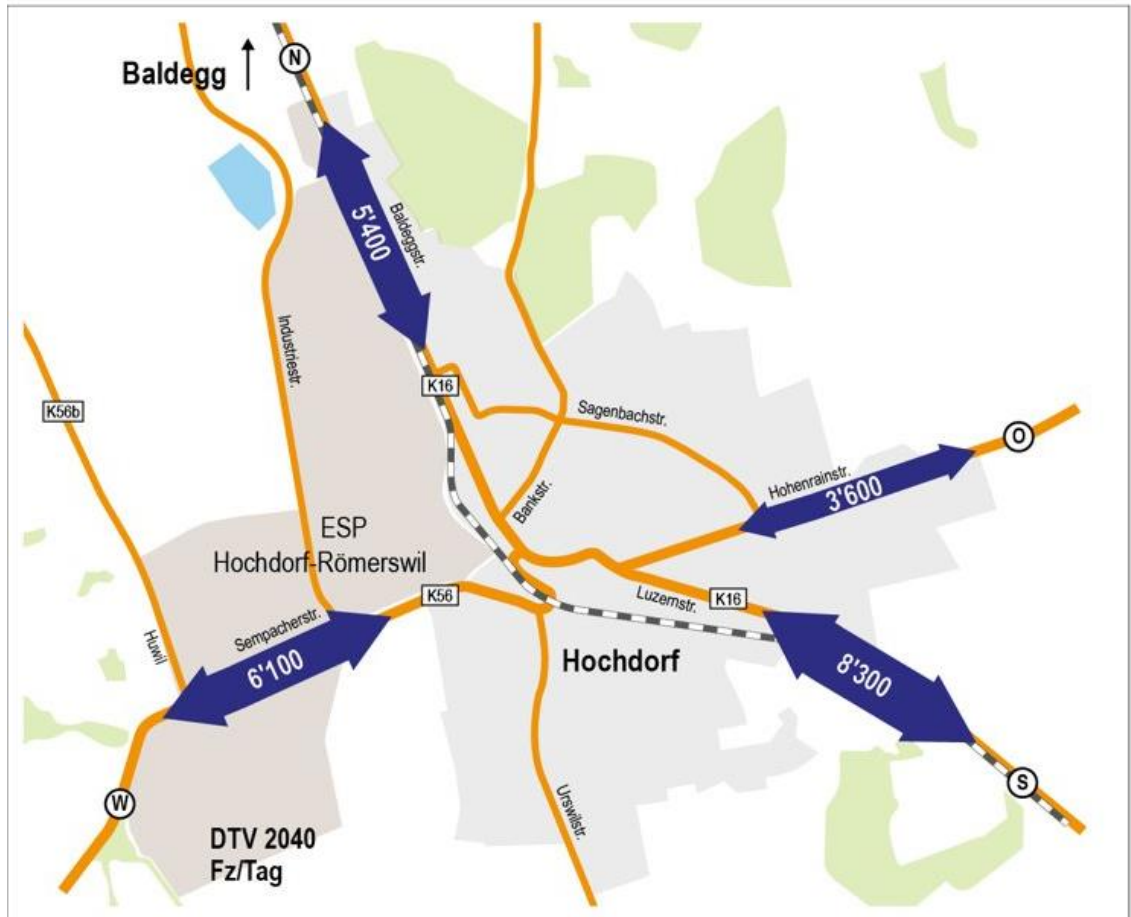 N
Baldegg
5'400
Baldeggstr.
Industriestr.
K16
K56b
Sagenbachstr.
O
Hohenrainstr.
3'600
Bankstr.
ESP
Hochdorf-Römerswil
K56
Luzernstr.
K16
Sempacherstr.
Huwil
6'100
Hochdorf
8'300
S
W
Urswilstr.
DTV 2040
Fz/Tag